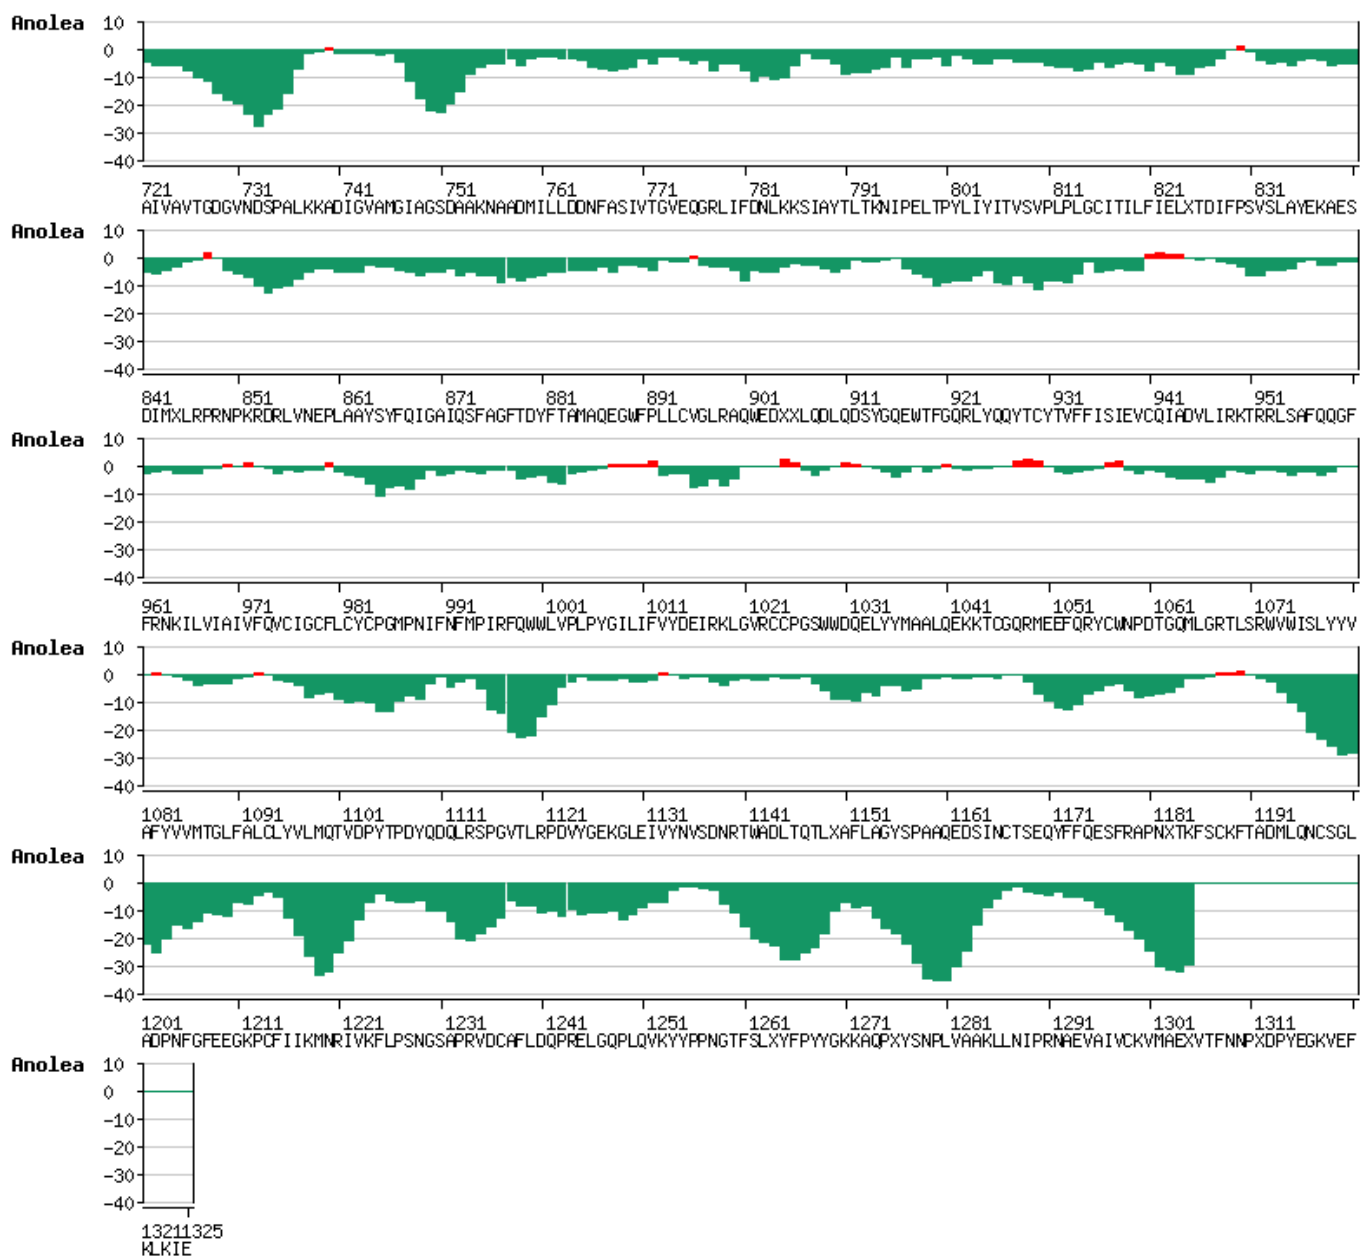 Anolea 10
0
-10
-20
-30
-40
721 731 741 751 761 771 781 791 801 811 821 831
AIVAVTGDGVNDSPALKKADIGVAMGIAGSDAAKNAADMILLDDNFASIVTGVEQGRLIFDNLKKSIAYTLTKNIPELTPYLIYITVSVPLPLGCITILFIELXTDIFPSVSLAYEKAES
Anolea 10
0
-10
-20
-30
-40
841 851 861 871 881 891 901 911 921 931 941 951
DIMXLRPRNPKRDRLVNEPLAAYSYFQIGAIQSFAGFTDYFTAMAQEGWFPLLCVGLRAQWEDXXLQDLQDSYGQEWTFGQRLYQQYTCYTVFFISIEVCQIADVLIRKTRRLSAFQQGF
Anolea 10
0
-10
-20
-30
-40
961 971 981 991 1001 1011 1021 1031 1041 1051 1061 1071
FRNKILVIAIVFQVCIGCFLCYCPGMPNIFNFMPIRFQWWLVPLPYGILIFVYDEIRKLGVRCCPGSWWDQELYYMAALQEKKTCGQRMEEFQRYCWNPDTGQMLGRTLSRWVWISLYYV
Anolea 10
0
-10
-20
-30
-40
1081 1091 1101 1111 1121 1131 1141 1151 1161 1171 1181 1191
AFYVVMTGLFALCLYVLMQTVDPYTPDYQDQLRSPGVTLRPDVYGEKGLEIVYNVSDNRTWADLTQTLXAFLAGYSPAAQEDSINCTSEQYFFQESFRAPNXTKFSCKFTADMLQNCSGL
Anolea 10
0
-10
-20
-30
-40
1201 1211 1221 1231 1241 1251 1261 1271 1281 1291 1301 1311
ADPNFGFEEGKPCFIIKMNRIVKFLPSNGSAPRVDCAFLDQPRELGQPLQVKYYPPNGTFSLXYFPYYGKKAQPXYSNPLVAAKLLNIPRNAEVAIVCKVMAEXVTFNNPXDPYEGKVEF
Anolea 10
0
-10
-20
-30
-40
1321 1325
KLKIE